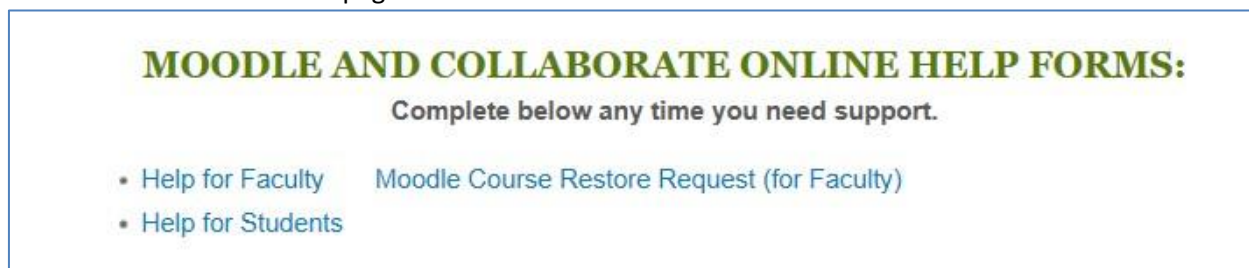 MOODLE AND COLLABORATE ONLINE HELP FORMS:
Complete below any time you need support.
• Help for Faculty Moodle Course Restore Request (for Faculty)
• Help for Students